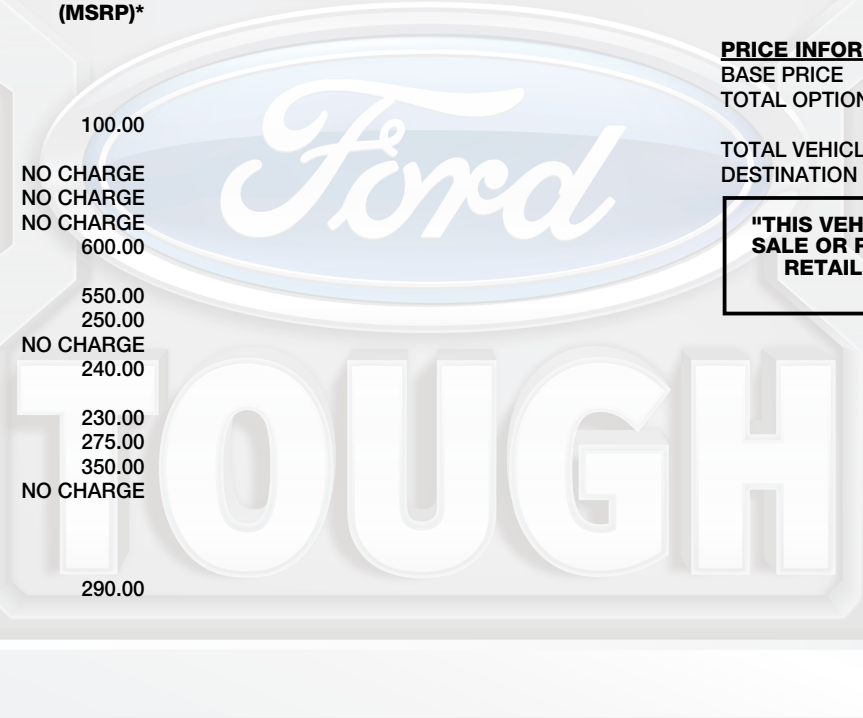 (MSRP)*
100.00
NO CHARGE
NO CHARGE
NO CHARGE
600.00
550.00
250.00
NO CHARGE
240.00
230.00
275.00
350.00
NO CHARGE
290.00
PRICE INFOR
BASE PRICE
TOTAL OPTION
TOTAL VEHICL
DESTINATION
"THIS VEH
SALE OR F
RETAIL
Ford
TOUGH